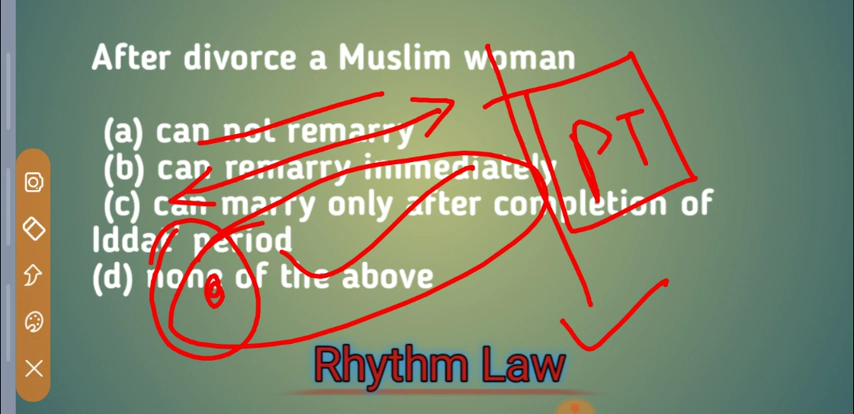 After divorce a Muslim woman
(a) can not remarry
(b) can remarry immediately
(c) can marry only after completion of
Iddat period
(d) none of the above
PT
Rhythm Law